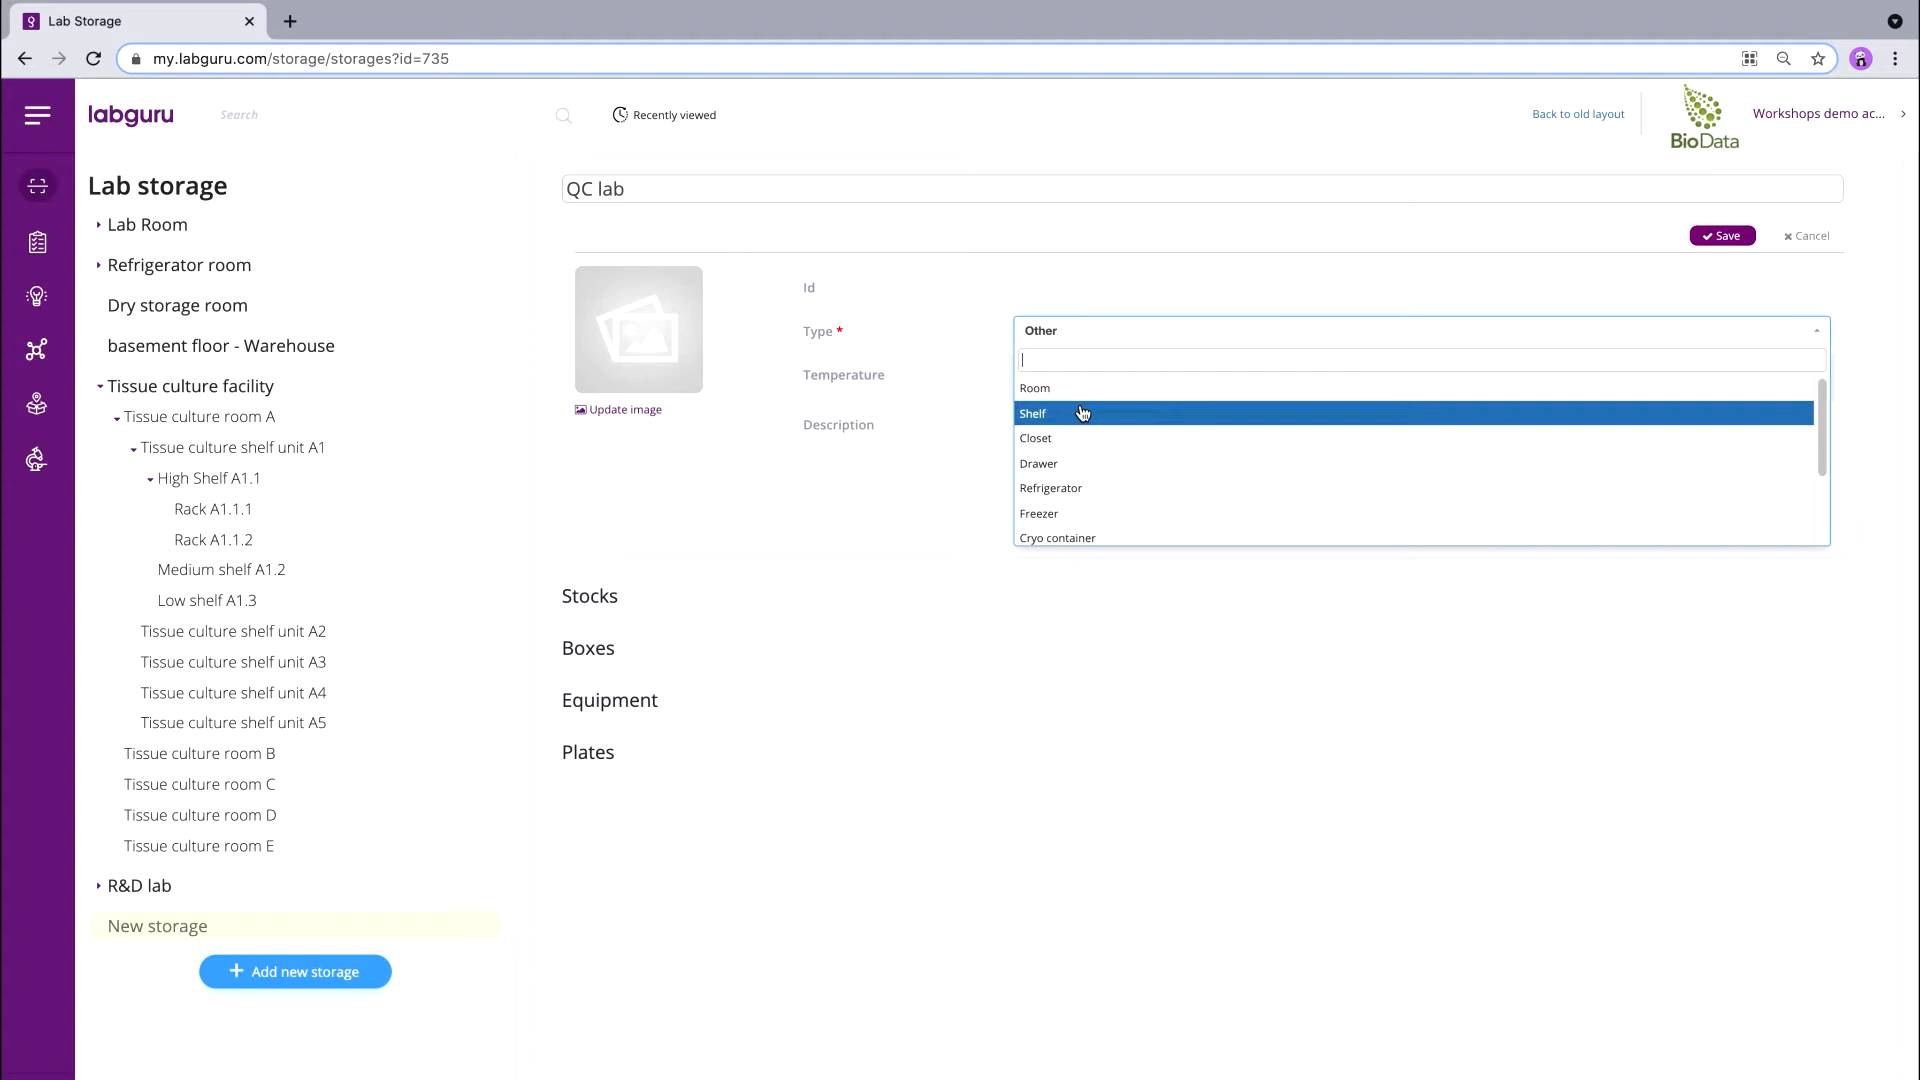 Lab Storage
my.labguru.com/storage/storages?id=735
labguru
Search
Recently viewed
Back to old layout
BioData
Workshops demo ac...
Lab storage
Lab Room
Refrigerator room
Dry storage room
basement floor - Warehouse
Tissue culture facility
Tissue culture room A
Tissue culture shelf unit A1
High Shelf A1.1
Rack A1.1.1
Rack A1.1.2
Medium shelf A1.2
Low shelf A1.3
Tissue culture shelf unit A2
Tissue culture shelf unit A3
Tissue culture shelf unit A4
Tissue culture shelf unit A5
Tissue culture room B
Tissue culture room C
Tissue culture room D
Tissue culture room E
R&D lab
New storage
+ Add new storage
QC lab
Save
Cancel
Update image
Id
Type *
Other
Temperature
Description
Room
Shelf
Closet
Drawer
Refrigerator
Freezer
Cryo container
Stocks
Boxes
Equipment
Plates